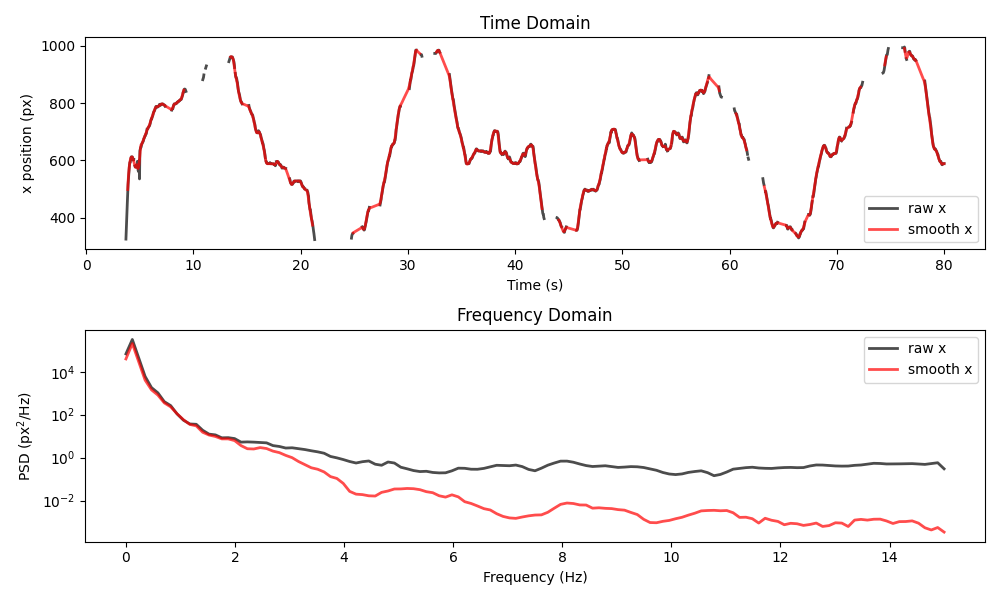 Time Domain
1000
800
600
400
x position (px)
raw x
smooth x
0 10 20 30 40 50 60 70 80
Time (s)
Frequency Domain
10⁴
10²
10⁰
10⁻²
PSD (px²/Hz)
raw x
smooth x
0 2 4 6 8 10 12 14
Frequency (Hz)